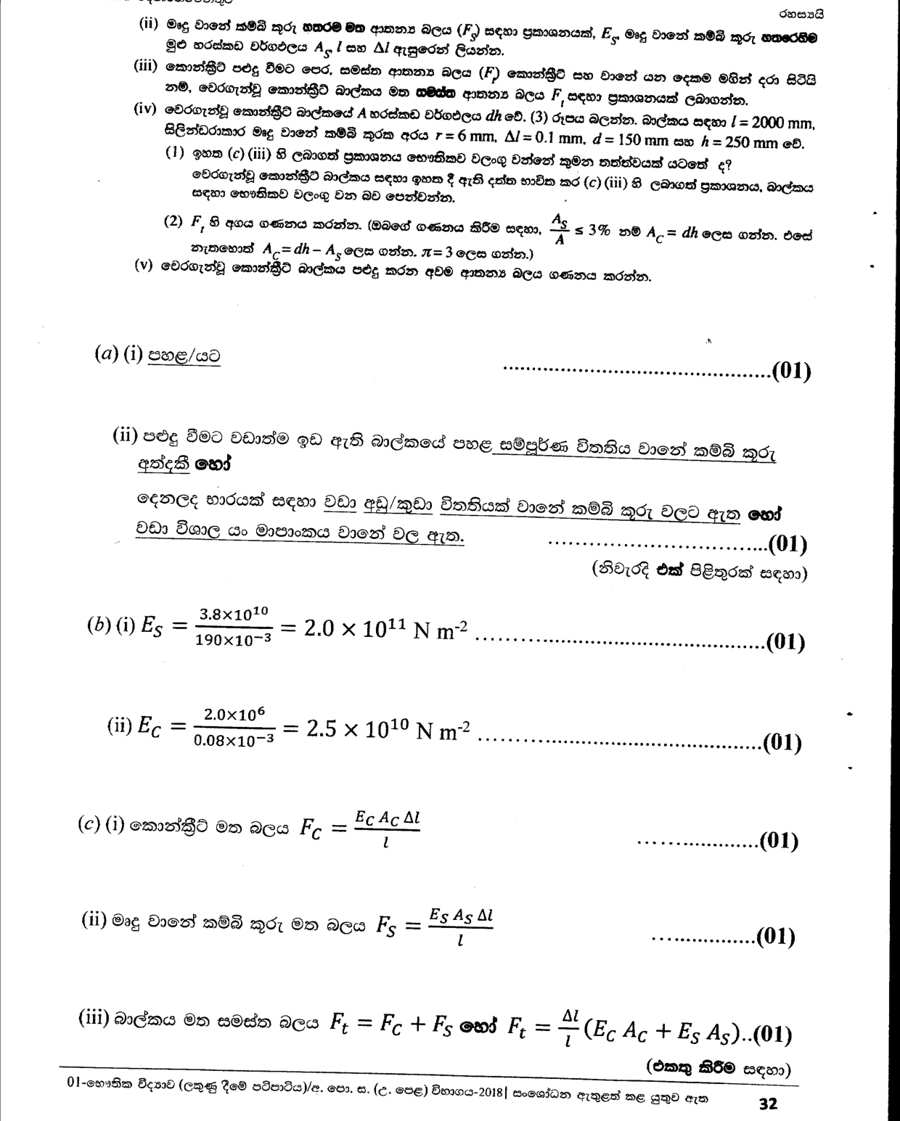 රහස්‍යයි
(ii) මෘදු වානේ කම්බි කූරු හතරම මත ආතන්‍ය බලය (F_S) සඳහා ප්‍රකාශනයක්, E_S, මෘදු වානේ කම්බි කූරු හතරෙහිම
මුළු හරස්කඩ වර්ගඵලය A_S, l සහ Δl ඇසුරෙන් ලියන්න.
(iii) කොන්ක්‍රීට් පළුදු වීමට පෙර, සමස්ත ආතන්‍ය බලය (F_t) කොන්ක්‍රීට් සහ වානේ යන දෙකම මගින් දරා සිටියි
නම්, වෙරගැන්වූ කොන්ක්‍රීට් බාල්කය මත සමස්ත ආතන්‍ය බලය F_t සඳහා ප්‍රකාශනයක් ලබාගන්න.
(iv) වෙරගැන්වූ කොන්ක්‍රීට් බාල්කයේ A හරස්කඩ වර්ගඵලය dh වේ. (3) රූපය බලන්න. බාල්කය සඳහා l = 2000 mm,
සිලින්ඩරාකාර මෘදු වානේ කම්බි කූරක අරය r = 6 mm, Δl = 0.1 mm, d = 150 mm සහ h = 250 mm වේ.
(1) ඉහත (c) (iii) හි ලබාගත් ප්‍රකාශනය භෞතිකව වලංගු වන්නේ කුමන තත්ත්වයක් යටතේ ද?
වෙරගැන්වූ කොන්ක්‍රීට් බාල්කය සඳහා ඉහත දී ඇති දත්ත භාවිත කර (c) (iii) හි ලබාගත් ප්‍රකාශනය, බාල්කය
සඳහා භෞතිකව වලංගු වන බව පෙන්වන්න.
(2) F_t හි අගය ගණනය කරන්න. (ඔබගේ ගණනය කිරීම සඳහා, A_S/A ≤ 3% නම් A_C = dh ලෙස ගන්න. එසේ
නැතහොත් A_C = dh – A_S ලෙස ගන්න. π = 3 ලෙස ගන්න.)
(v) වෙරගැන්වූ කොන්ක්‍රීට් බාල්කය පළුදු කරන අවම ආතන්‍ය බලය ගණනය කරන්න.
(a) (i) පහළ/යට ..............................................(01)
(ii) පළුදු වීමට වඩාත්ම ඉඩ ඇති බාල්කයේ පහළ සම්පූර්ණ විතතිය වානේ කම්බි කූරු
අත්දකී හෝ
දෙනලද භාරයක් සඳහා වඩා අඩු/කුඩා විතතියක් වානේ කම්බි කූරු වලට ඇත හෝ
වඩා විශාල යං මාපාංකය වානේ වල ඇත. ..................................(01)
(නිවැරදි එක් පිළිතුරක් සඳහා)
(b) (i) E_S = 3.8×10^10 / 190×10^−3 = 2.0 × 10^11 N m^-2 ..............................................(01)
(ii) E_C = 2.0×10^6 / 0.08×10^−3 = 2.5 × 10^10 N m^-2 ..............................................(01)
(c) (i) කොන්ක්‍රීට් මත බලය F_C = E_C A_C Δl / l ....................(01)
(ii) මෘදු වානේ කම්බි කූරු මත බලය F_S = E_S A_S Δl / l ..................(01)
(iii) බාල්කය මත සමස්ත බලය F_t = F_C + F_S හෝ F_t = Δl/l (E_C A_C + E_S A_S)..(01)
(එකතු කිරීම සඳහා)
01-භෞතික විද්‍යාව (ලකුණු දීමේ පටිපාටිය)/අ. පො. ස. (උ. පෙළ) විභාගය-2018| සංශෝධන ඇතුළත් කළ යුතුව ඇත
32